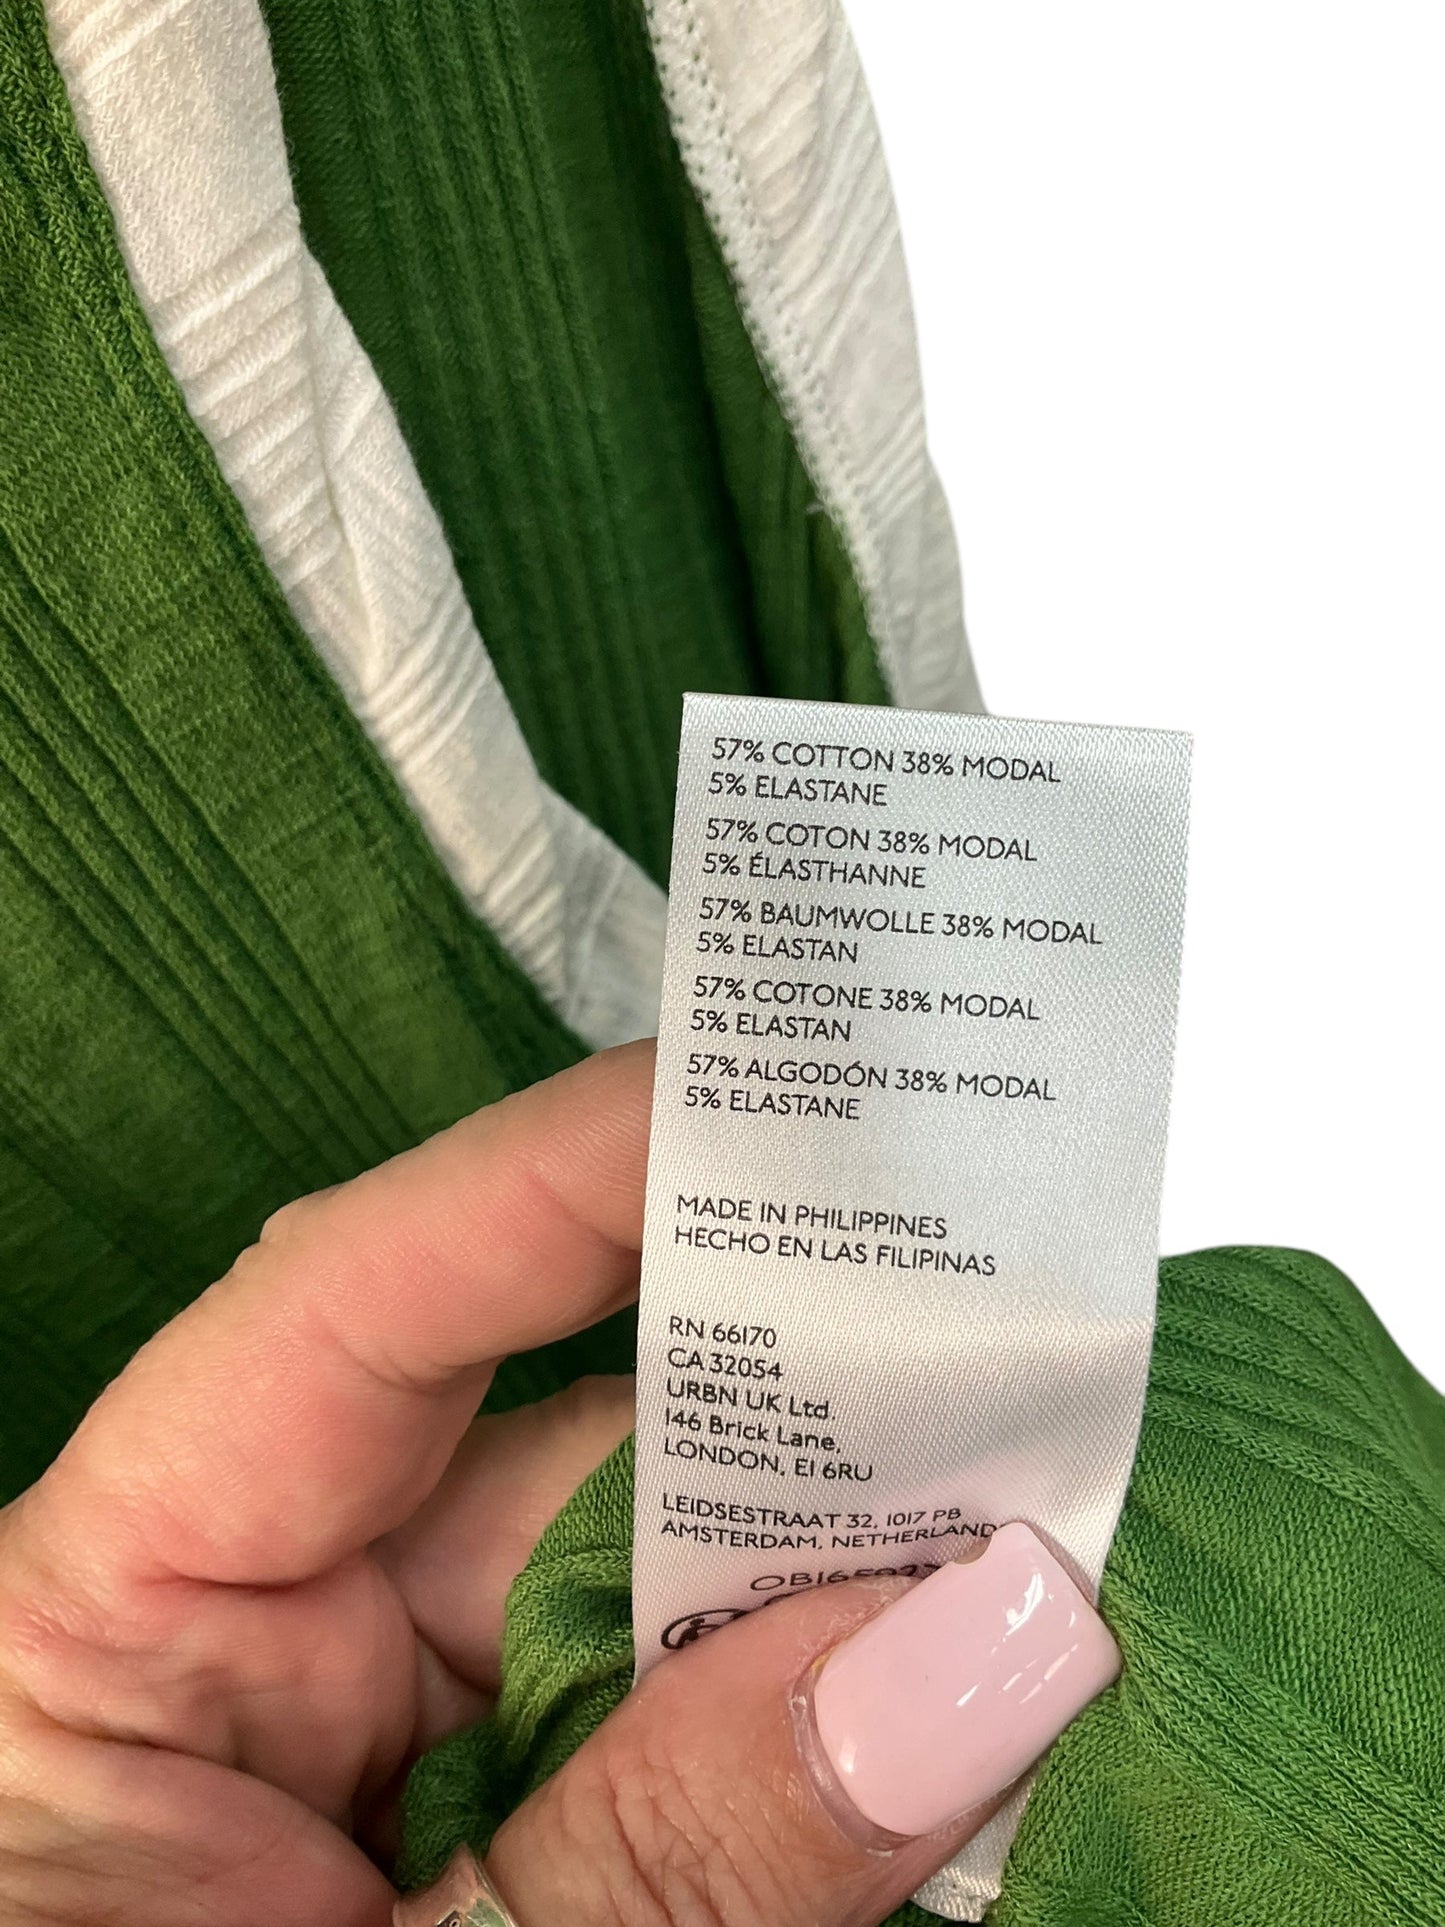 57% COTTON 38% MODAL
5% ELASTANE
57% COTON 38% MODAL
5% ÉLASTHANNE
57% BAUMWOLLE 38% MODAL
5% ELASTAN
57% COTONE 38% MODAL
5% ELASTAN
57% ALGODÓN 38% MODAL
5% ELASTANE
MADE IN PHILIPPINES
HECHO EN LAS FILIPINAS
RN 66170
CA 32054
URBN UK Ltd.
146 Brick Lane,
LONDON, E1 6RU
LEIDSESTRAAT 32, 1017 PB
AMSTERDAM, NETHERLAND